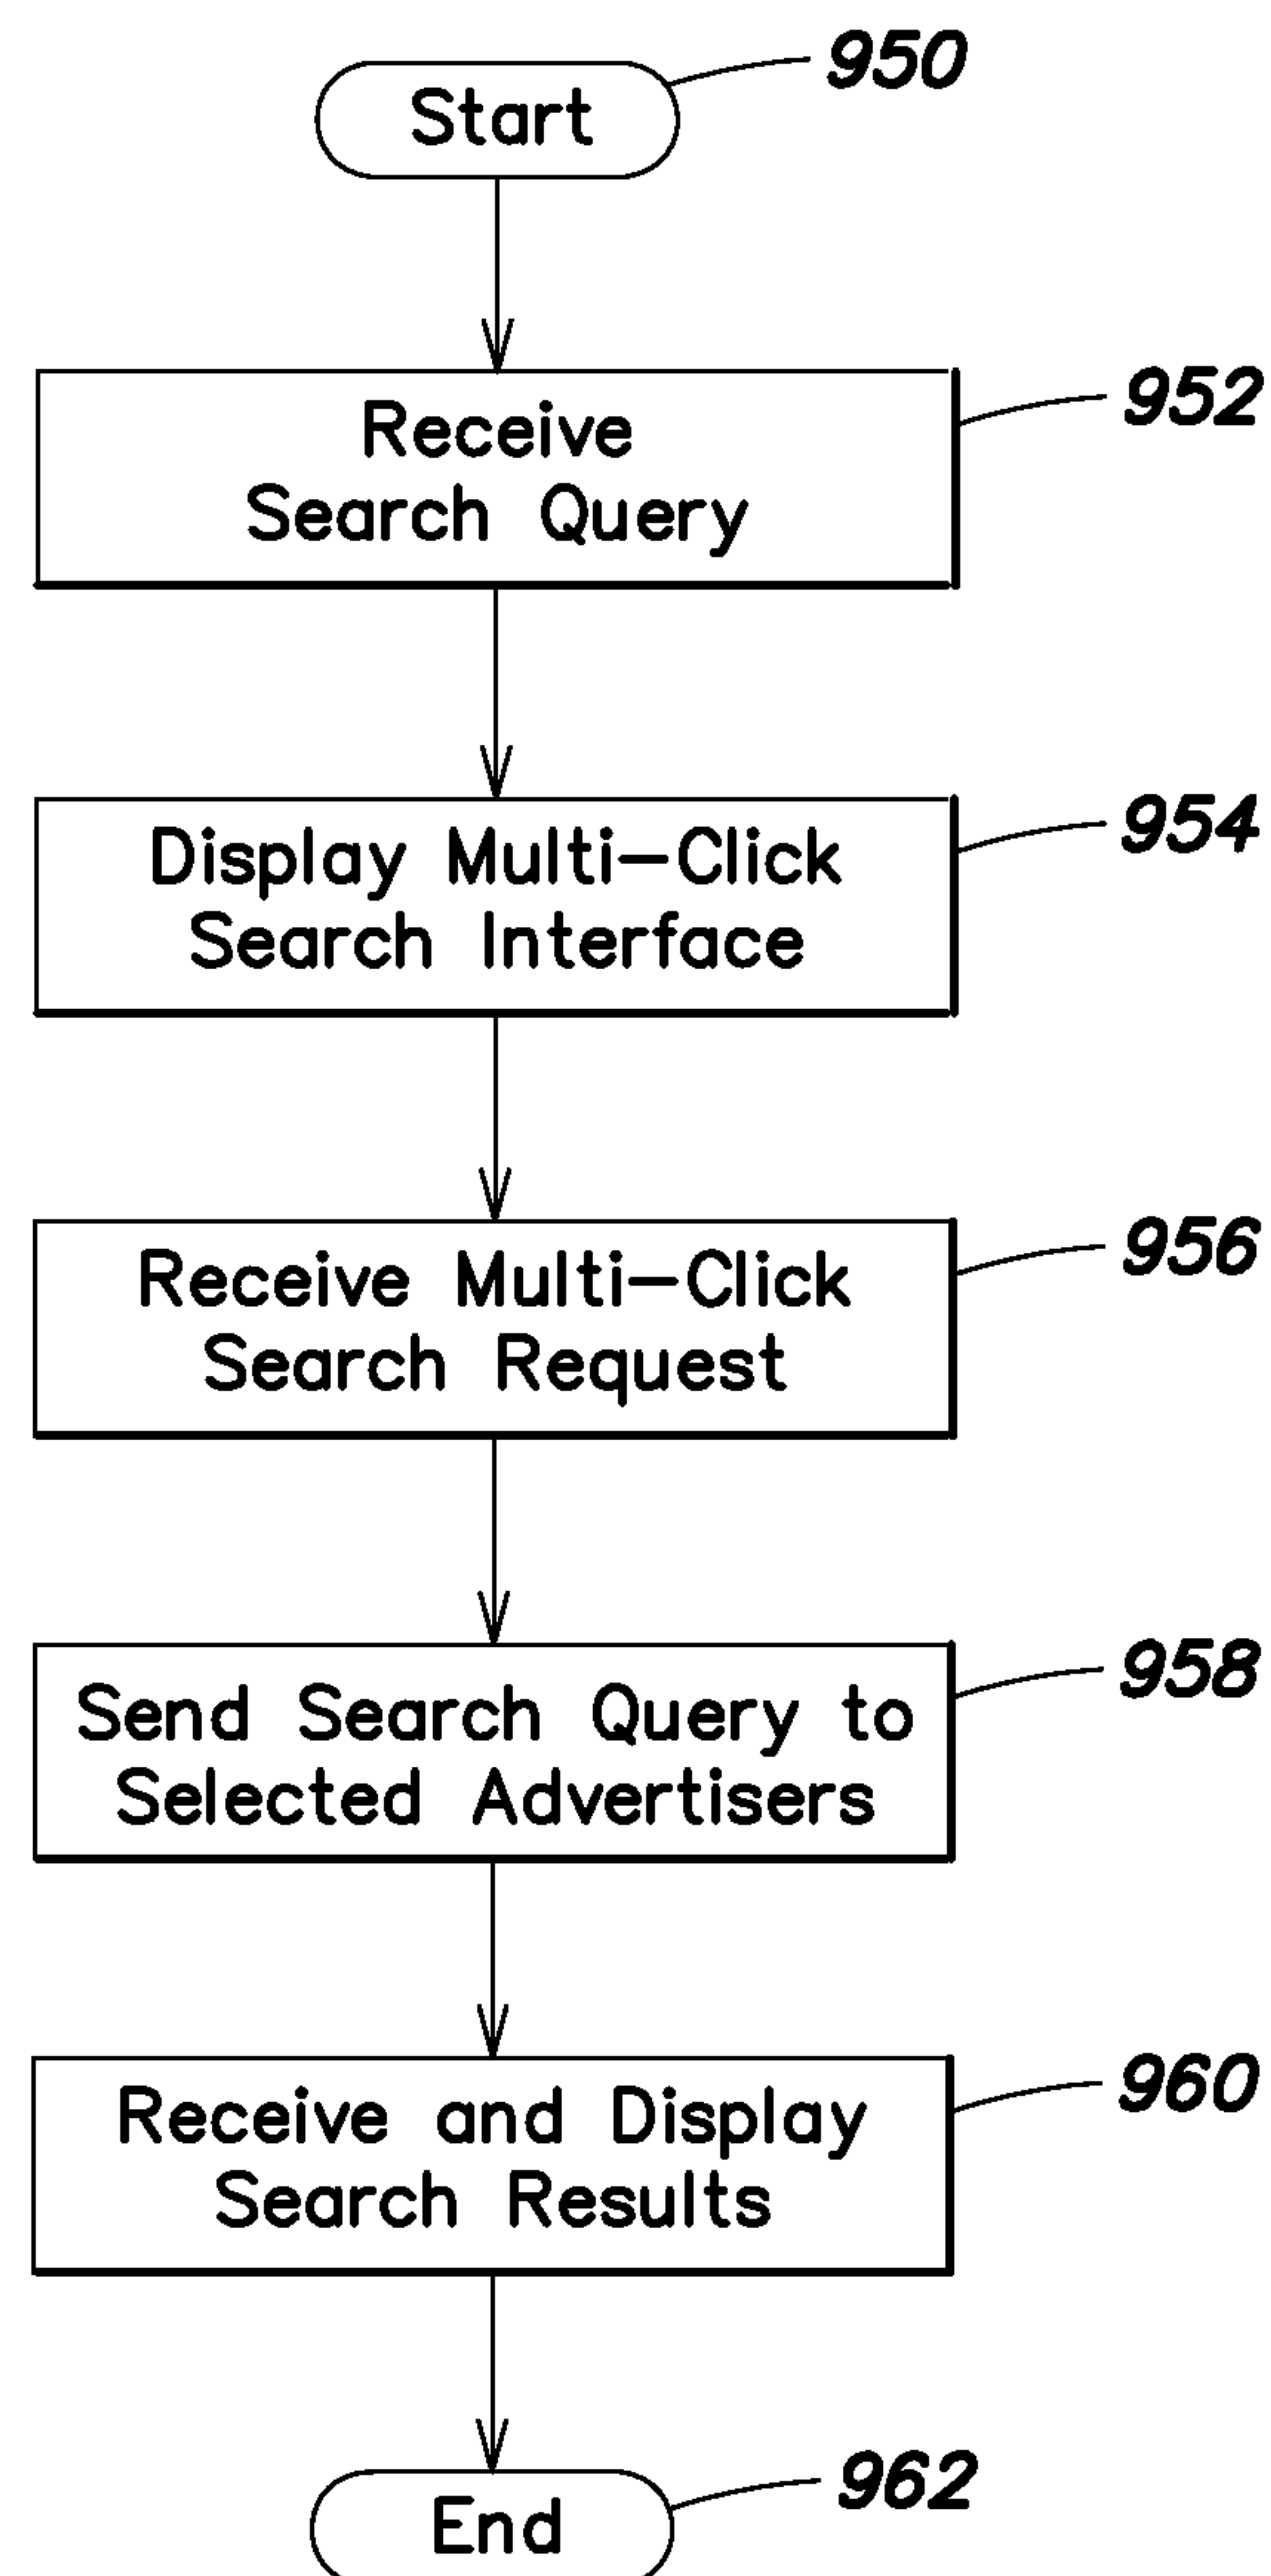 Start
950
Receive
Search Query
952
Display Multi-Click
Search Interface
954
Receive Multi-Click
Search Request
956
Send Search Query to
Selected Advertisers
958
Receive and Display
Search Results
960
End
962